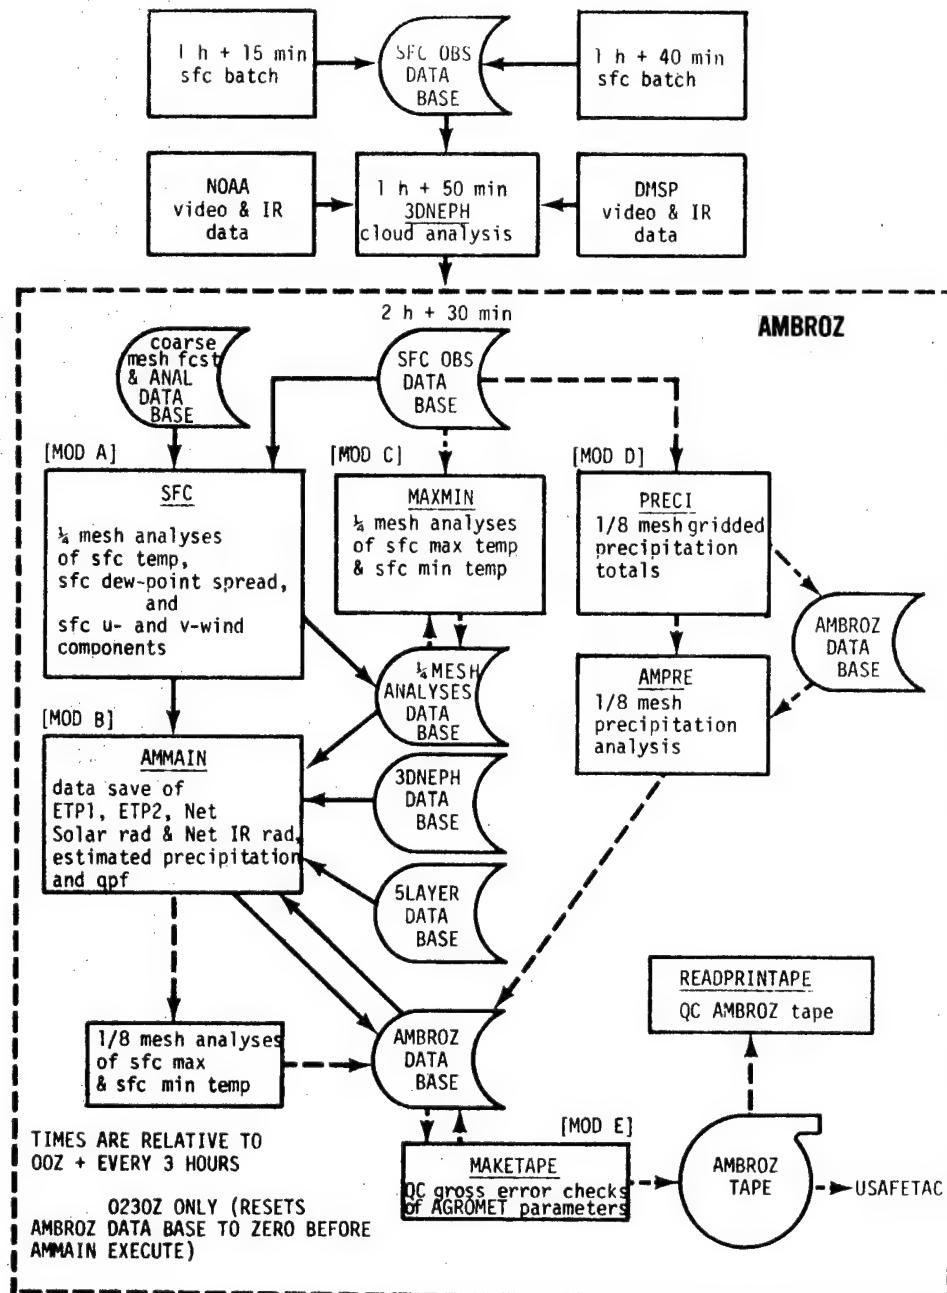 1 h + 15 min
sfc batch
SFC OBS
DATA
BASE
1 h + 40 min
sfc batch
NOAA
video & IR
data
1 h + 50 min
3DNEPH
cloud analysis
DMSP
video & IR
data
AMBROZ
2 h + 30 min
coarse
mesh fcst
& ANAL
DATA
BASE
SFC OBS
DATA
BASE
[MOD A]
SFC
¼ mesh analyses
of sfc temp,
sfc dew-point spread,
and
sfc u- and v-wind
components
[MOD C]
MAXMIN
¼ mesh analyses
of sfc max temp
& sfc min temp
[MOD D]
PRECI
1/8 mesh gridded
precipitation
totals
AMBROZ
DATA
BASE
¼ MESH
ANALYSES
DATA
BASE
AMPRE
1/8 mesh
precipitation
analysis
[MOD B]
AMMAIN
data save of
ETP1, ETP2, Net
Solar rad & Net IR rad,
estimated precipitation
and qpf
3DNEPH
DATA
BASE
5LAYER
DATA
BASE
READPRINTAPE
QC AMBROZ tape
1/8 mesh analyses
of sfc max
& sfc min temp
AMBROZ
DATA
BASE
[MOD E]
MAKETAPE
QC gross error checks
of AGROMET parameters
AMBROZ
TAPE
USAFETAC
TIMES ARE RELATIVE TO
00Z + EVERY 3 HOURS
0230Z ONLY (RESETS
AMBROZ DATA BASE TO ZERO BEFORE
AMMAIN EXECUTE)